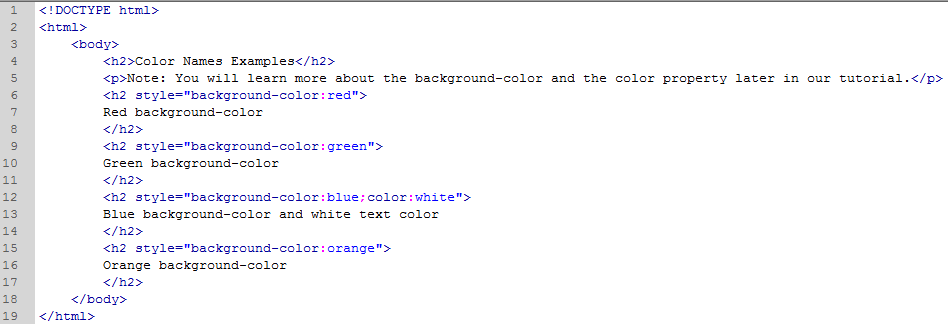 1 <!DOCTYPE html>
2 <html>
3 <body>
4 <h2>Color Names Examples</h2>
5 <p>Note: You will learn more about the background-color and the color property later in our tutorial.</p>
6 <h2 style="background-color:red">
7 Red background-color
8 </h2>
9 <h2 style="background-color:green">
10 Green background-color
11 </h2>
12 <h2 style="background-color:blue;color:white">
13 Blue background-color and white text color
14 </h2>
15 <h2 style="background-color:orange">
16 Orange background-color
17 </h2>
18 </body>
19 </html>